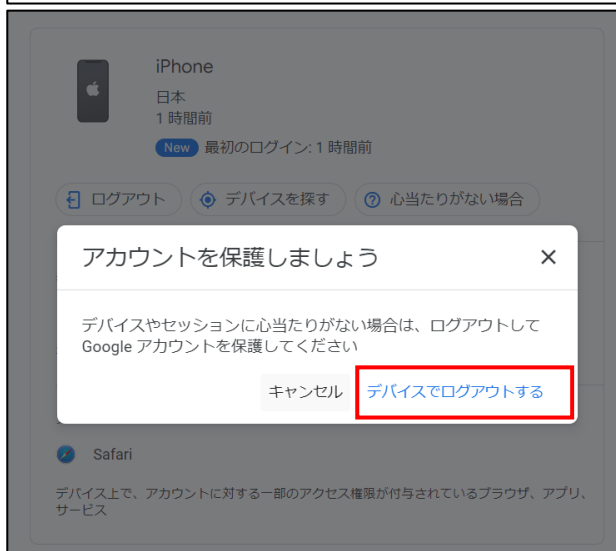 iPhone
日本
1 時間前
New 最初のログイン: 1 時間前
ログアウト デバイスを探す 心当たりがない場合
アカウントを保護しましょう
デバイスやセッションに心当たりがない場合は、ログアウトして
Google アカウントを保護してください
キャンセル デバイスでログアウトする
Safari
デバイス上で、アカウントに対する一部のアクセス権限が付与されているブラウザ、アプリ、
サービス